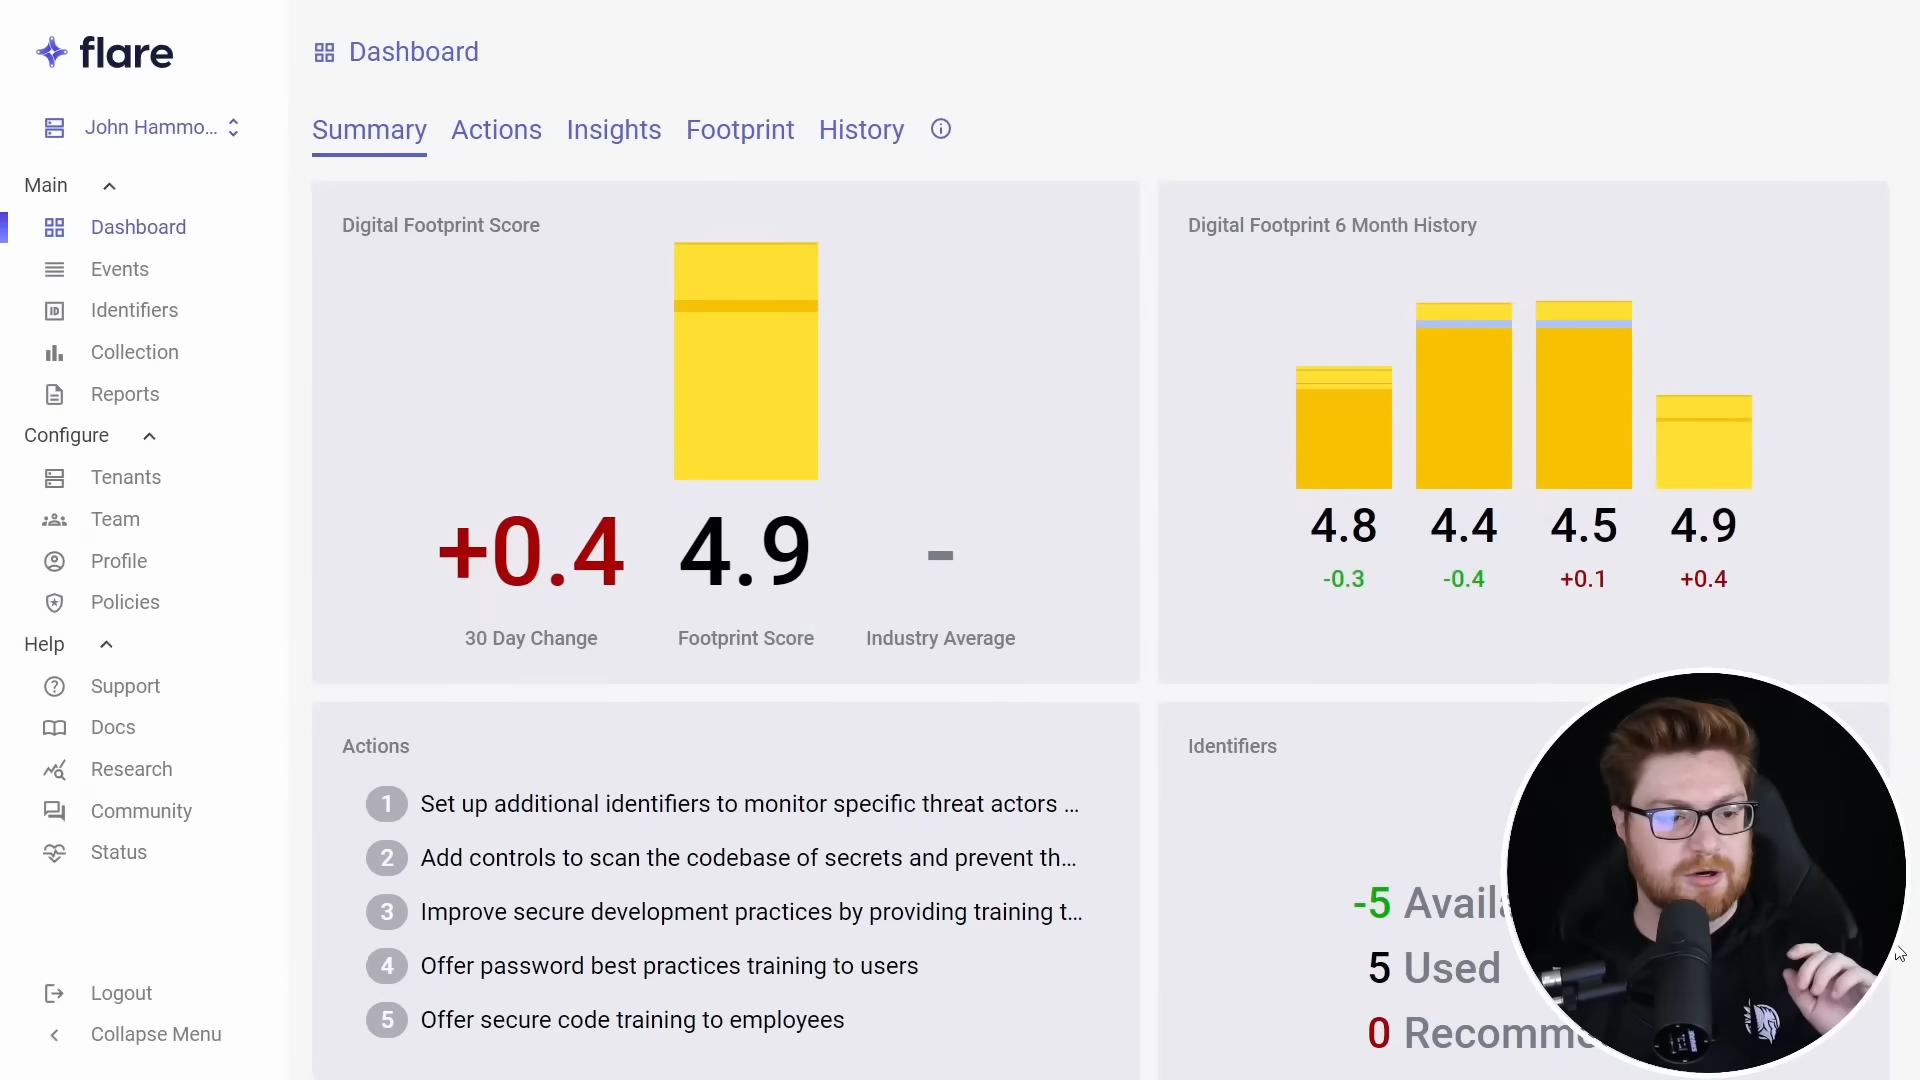 flare
John Hammo...
Main
Dashboard
Events
Identifiers
Collection
Reports
Configure
Tenants
Team
Profile
Policies
Help
Support
Docs
Research
Community
Status
Logout
Collapse Menu
Dashboard
Summary Actions Insights Footprint History
Digital Footprint Score
+0.4 4.9 -
30 Day Change Footprint Score Industry Average
Digital Footprint 6 Month History
4.8 4.4 4.5 4.9
-0.3 -0.4 +0.1 +0.4
Actions
1 Set up additional identifiers to monitor specific threat actors ...
2 Add controls to scan the codebase of secrets and prevent th...
3 Improve secure development practices by providing training t...
4 Offer password best practices training to users
5 Offer secure code training to employees
Identifiers
-5
5 Used
0